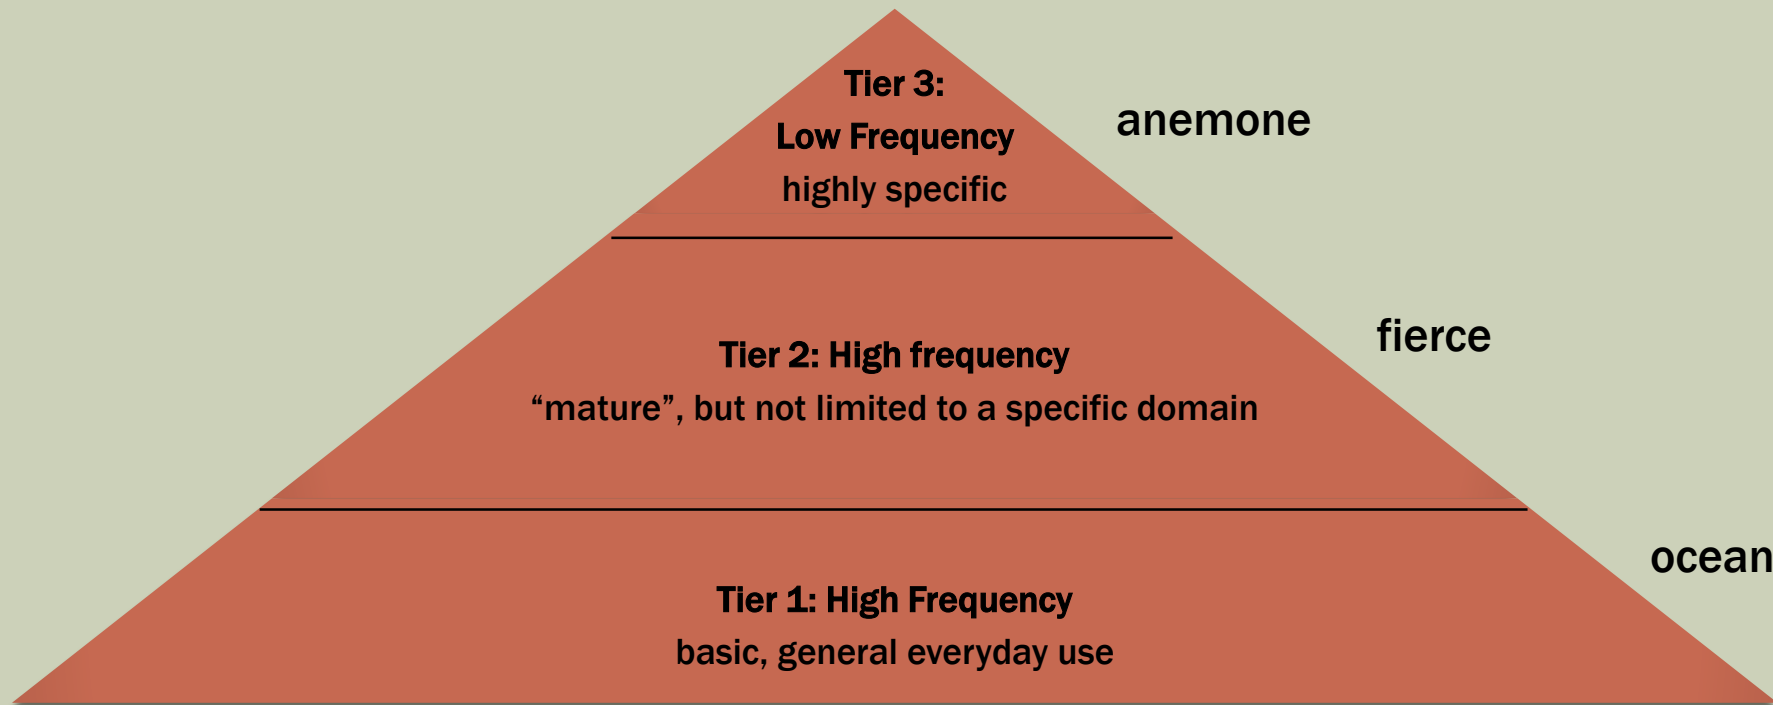 Tier 3:
Low Frequency
highly specific
anemone
Tier 2: High frequency
“mature”, but not limited to a specific domain
fierce
Tier 1: High Frequency
basic, general everyday use
ocean